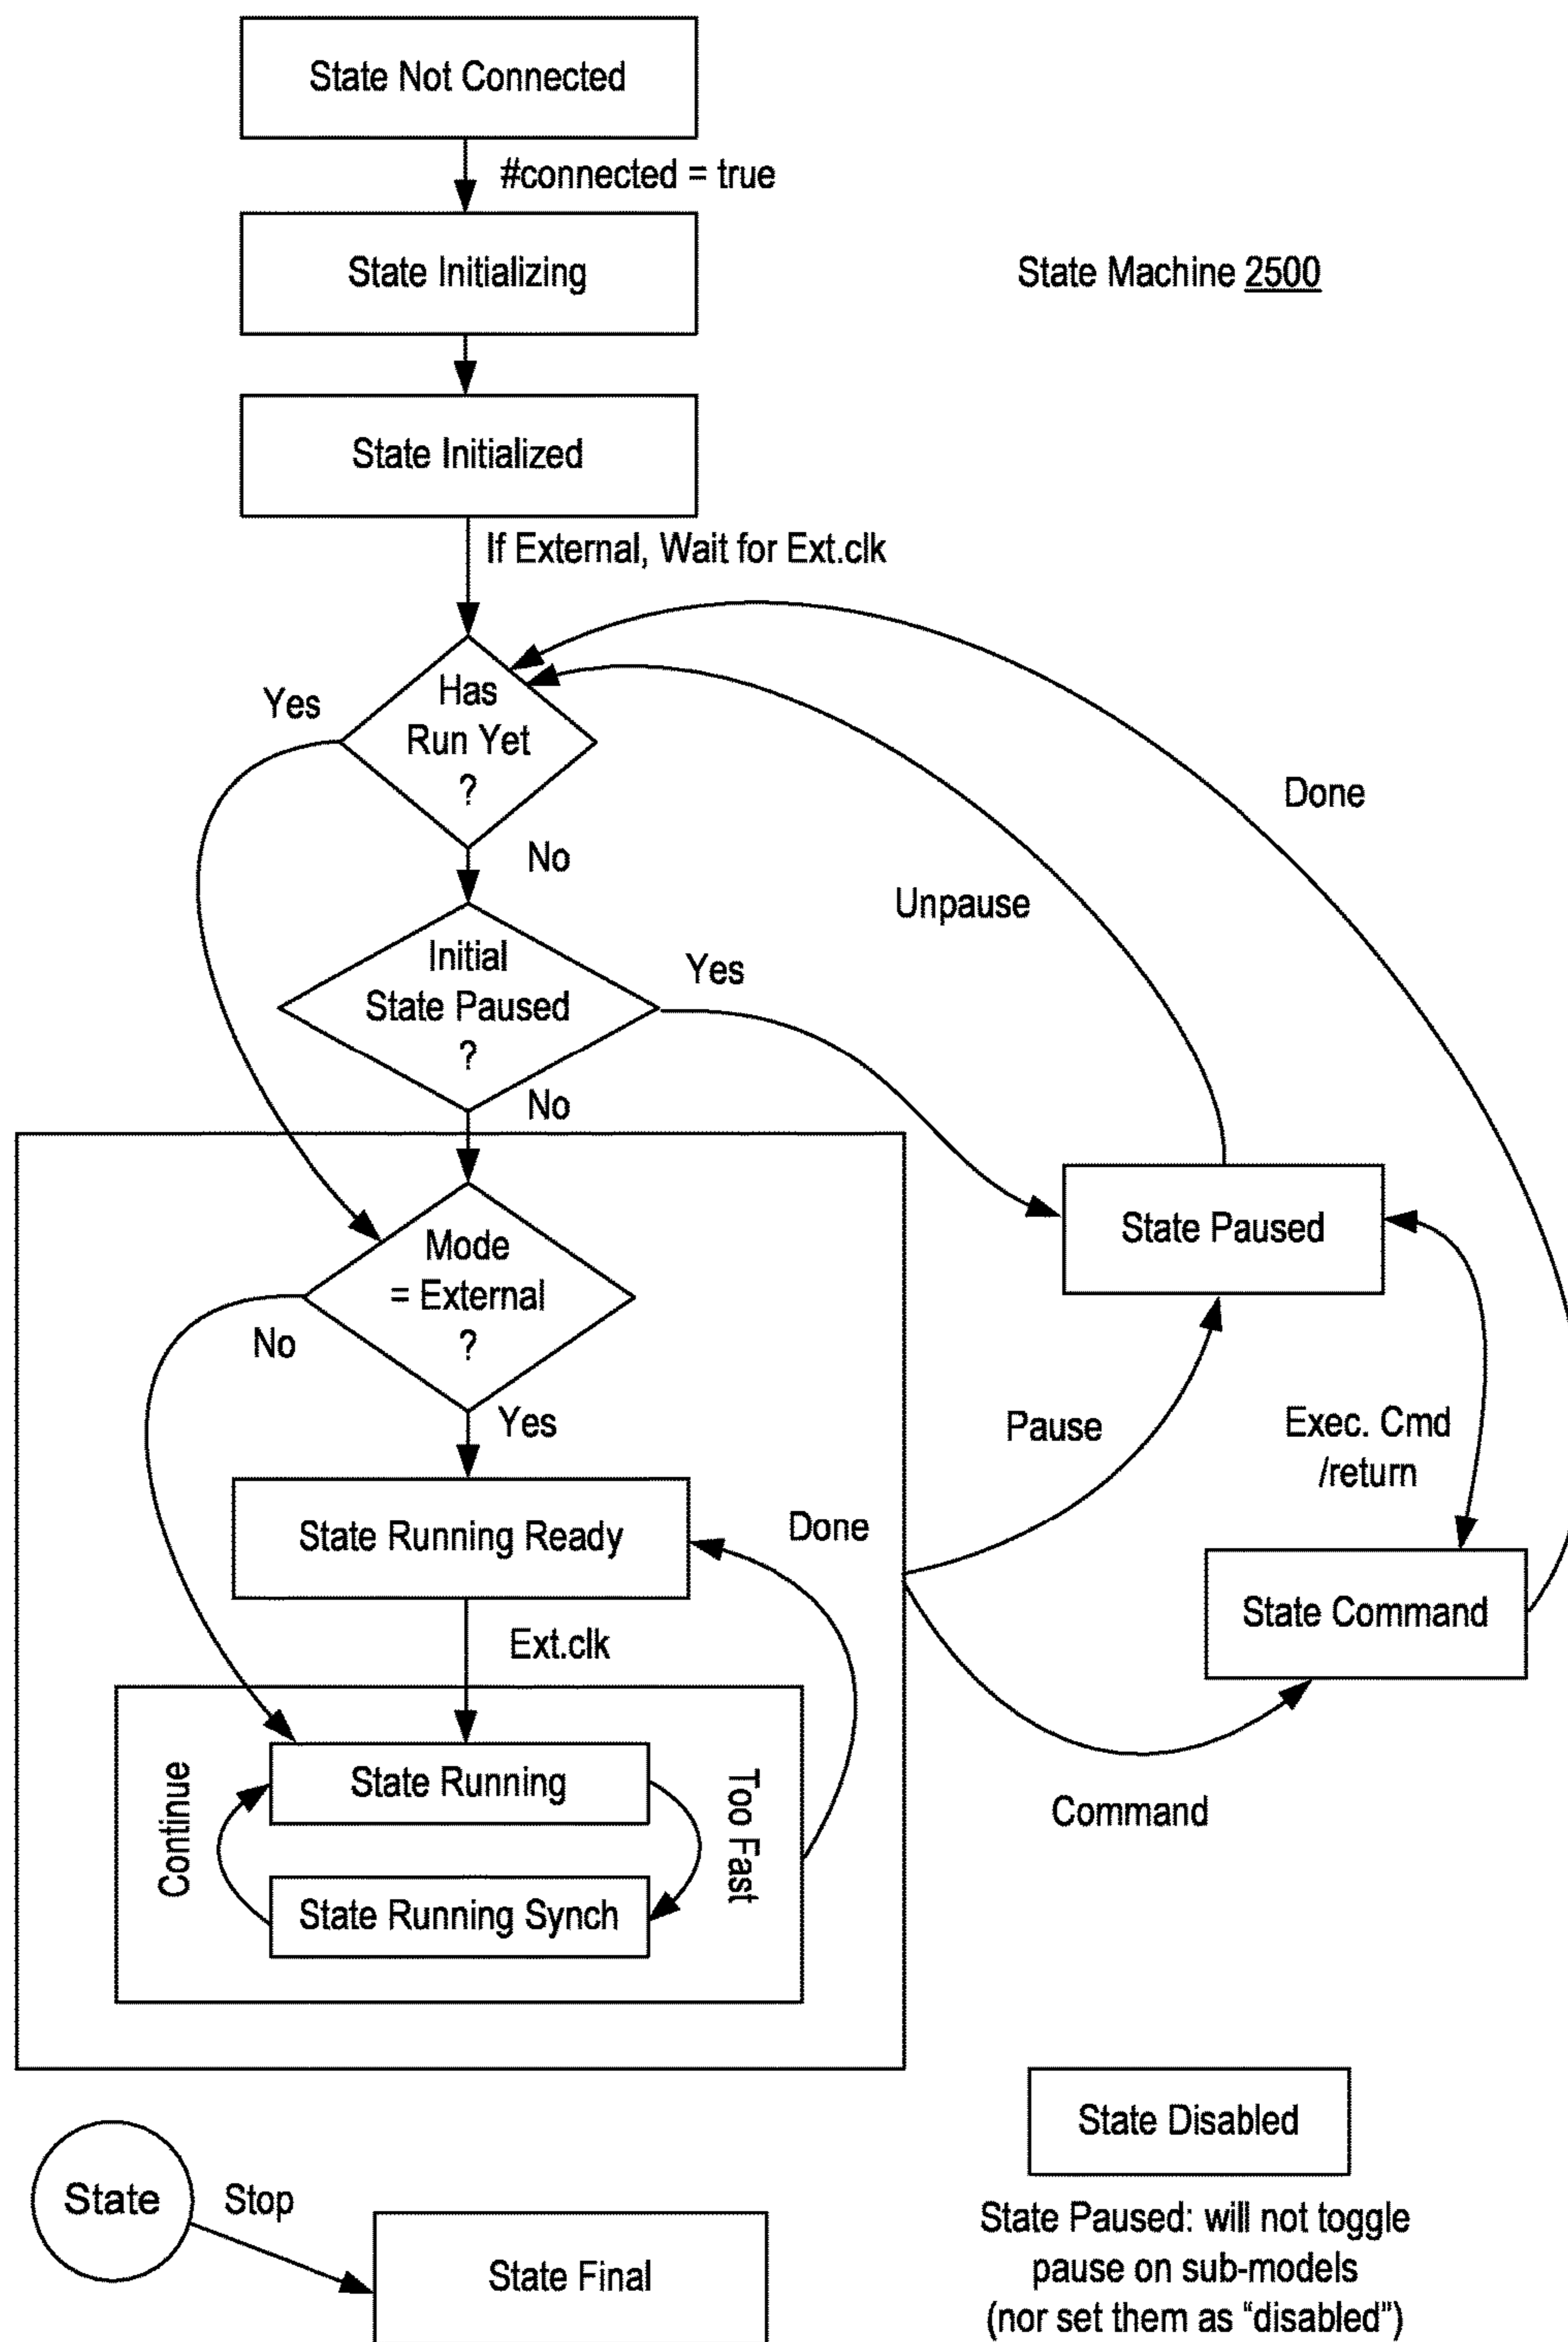 State Not Connected
#connected = true
State Initializing
State Machine 2500
State Initialized
If External, Wait for Ext.clk
Has
Run Yet
?
Yes
No
Done
Unpause
Initial
State Paused
?
Yes
No
State Paused
Mode
= External
?
No
Yes
Pause
Exec. Cmd
/return
State Running Ready
Done
Ext.clk
State Command
Continue
State Running
Too Fast
State Running Synch
Command
State Disabled
State
Stop
State Final
State Paused: will not toggle
pause on sub-models
(nor set them as “disabled”)